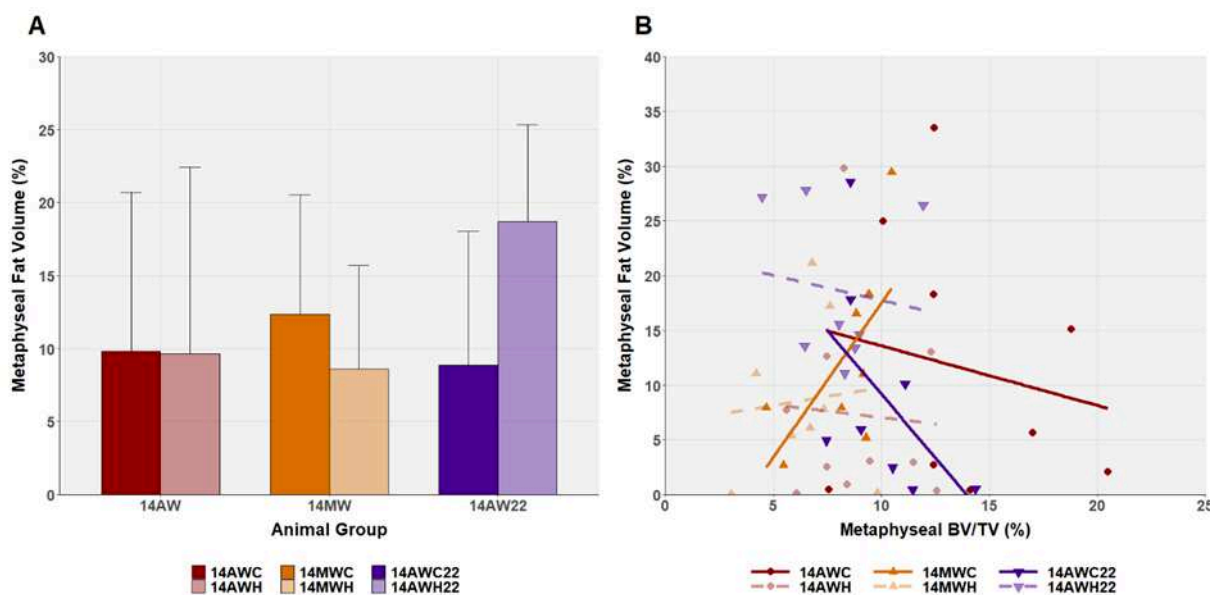 A
Metaphyseal Fat Volume (%)
30
25
20
15
10
5
0
14AW
14MW
14AW22
Animal Group
14AWC
14MWC
14AWC22
14AWH
14MWH
14AWH22
B
Metaphyseal Fat Volume (%)
40
35
30
25
20
15
10
5
0
0
5
10
15
20
25
Metaphyseal BV/TV (%)
14AWC
14MWC
14AWC22
14AWH
14MWH
14AWH22